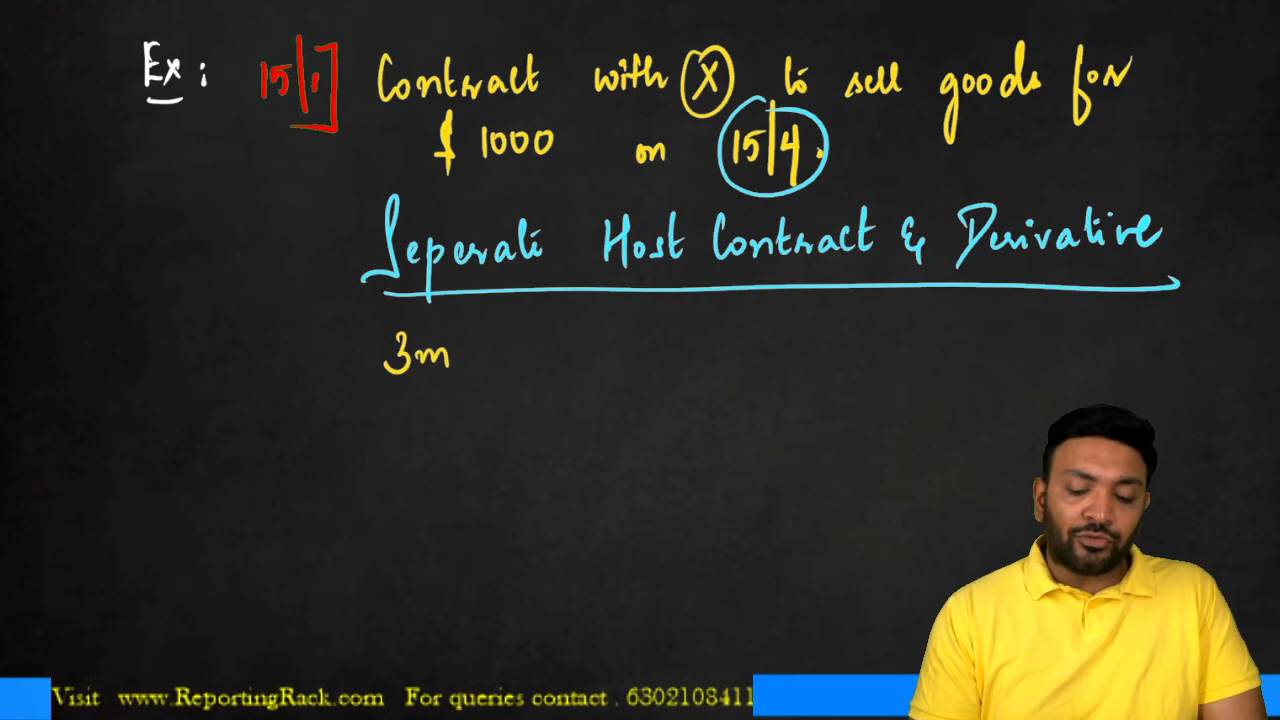 Ex: 15|1] Contract with X to sell goods for
$ 1000 on 15|4.
Seperate Host Contract & Derivative
3m
Visit www.ReportingRack.com For queries contact . 6302108411